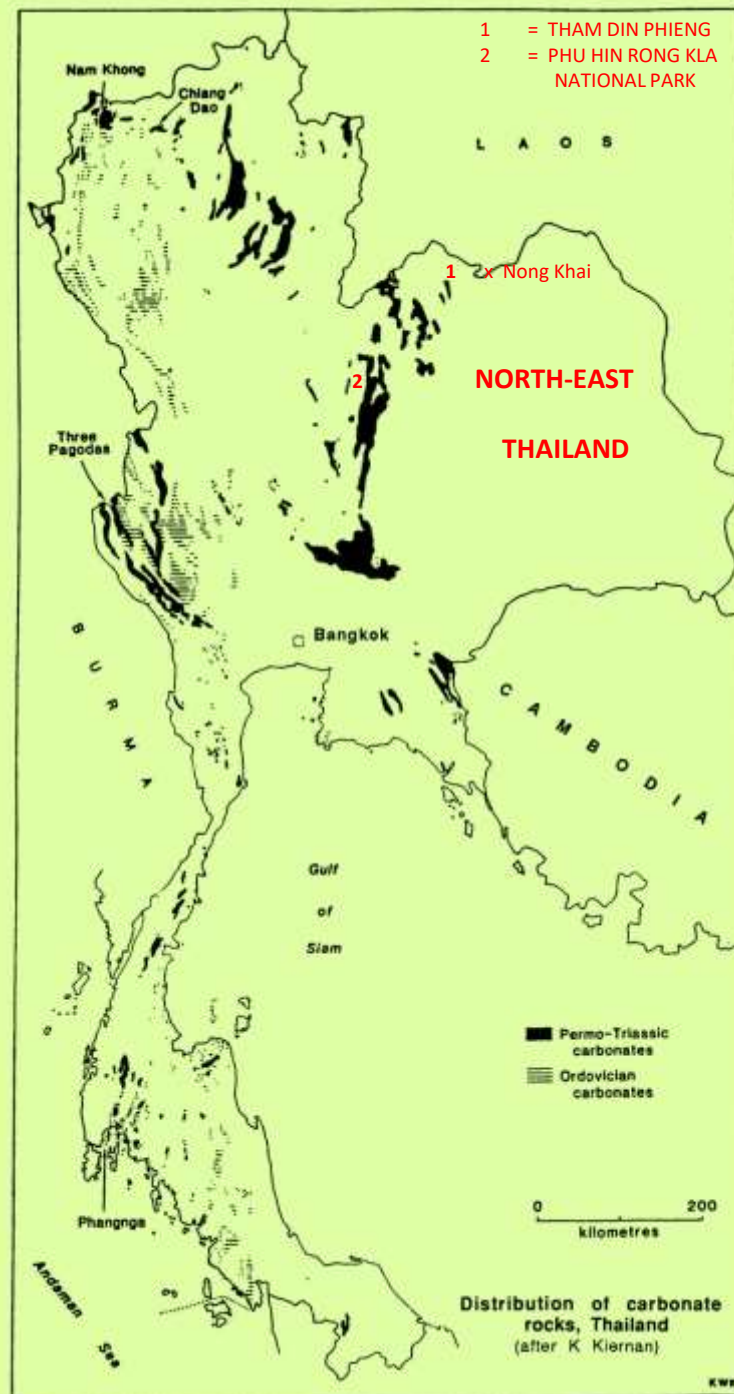 1 = THAM DIN PHIENG
2 = PHU HIN RONG KLA
NATIONAL PARK
Nam Khong
Chiang
Dao
L A O S
1 x Nong Khai
2
NORTH-EAST
THAILAND
Three
Pagodas
Bangkok
B U R M A
C A M B O D I A
Gulf
of
Siam
Permo-Triassic
carbonates
Ordovician
carbonates
Phangnga
0 200
kilometres
Andaman Sea
Distribution of carbonate
rocks, Thailand
(after K Kiernan)